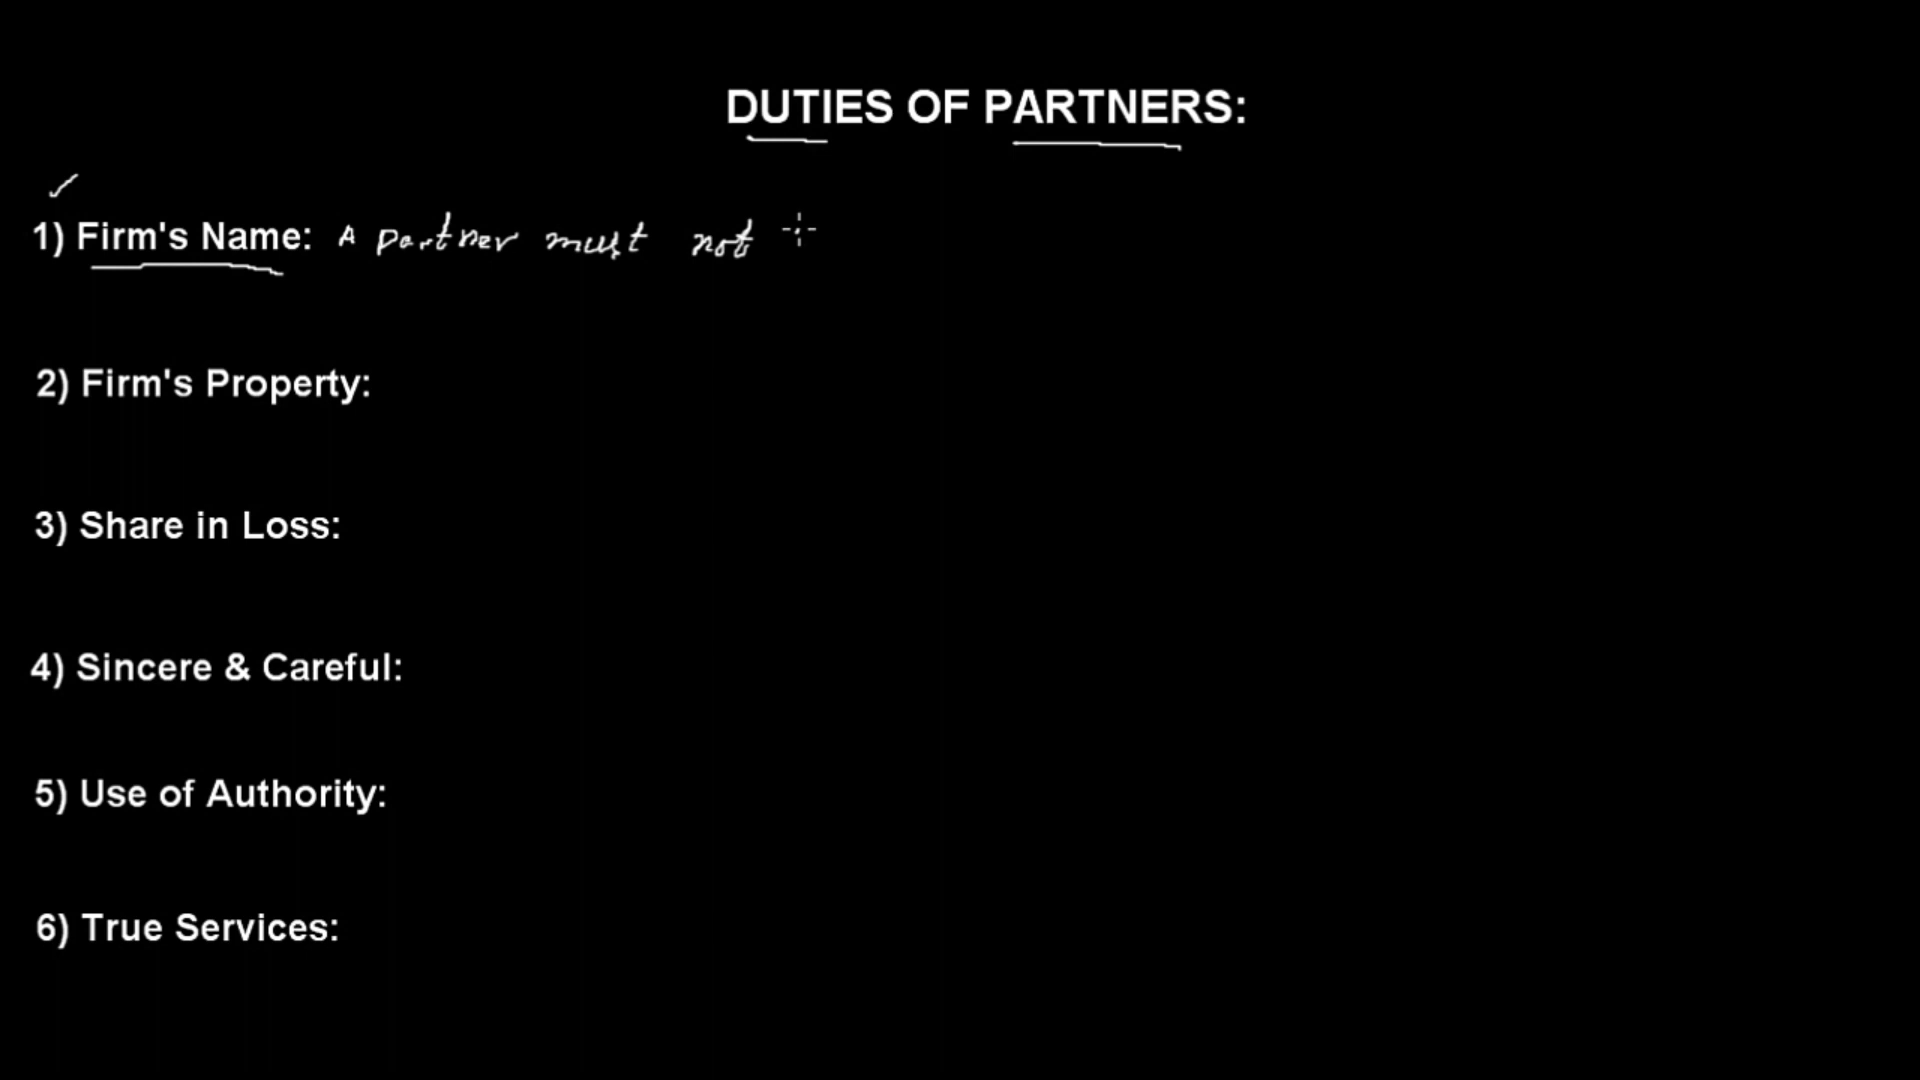 DUTIES OF PARTNERS:
1) Firm's Name: A partner must not
2) Firm's Property:
3) Share in Loss:
4) Sincere & Careful:
5) Use of Authority:
6) True Services: